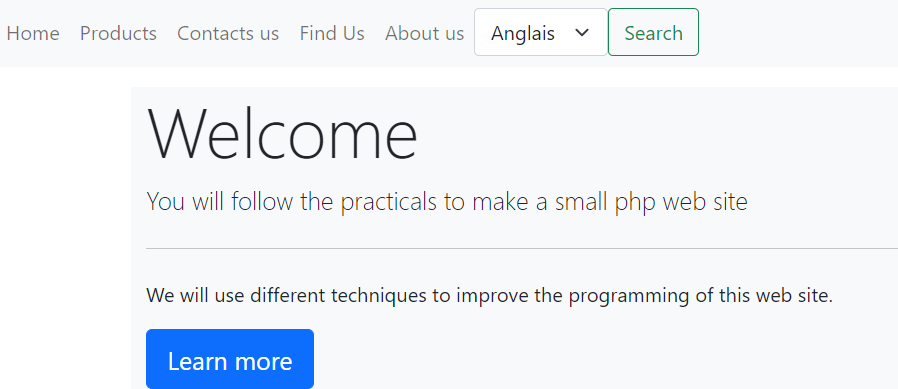 Home Products Contacts us Find Us About us Anglais Search
Welcome
You will follow the practicals to make a small php web site
We will use different techniques to improve the programming of this web site.
Learn more